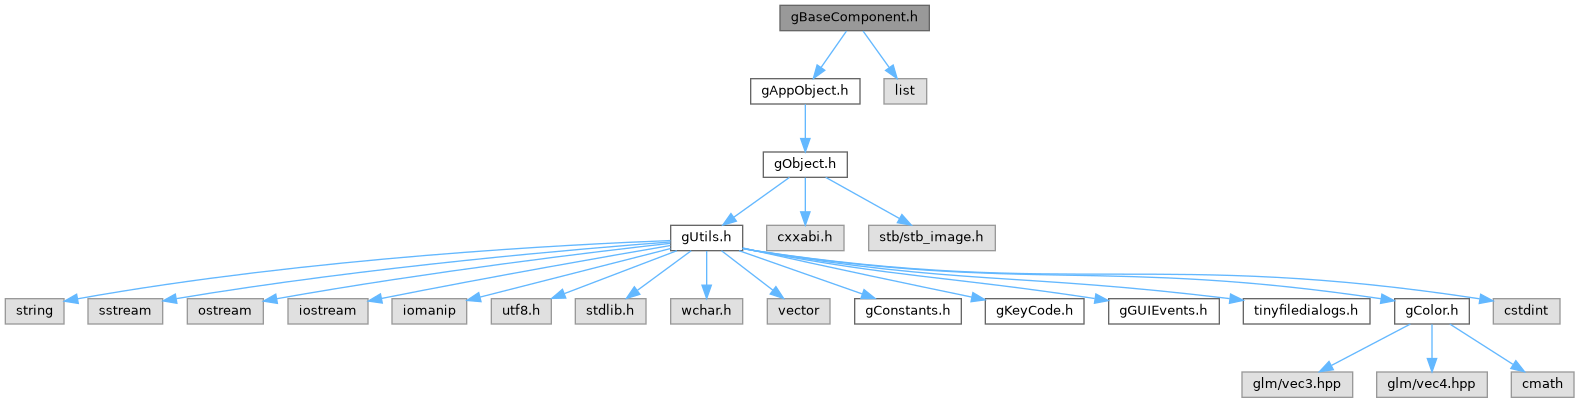 gBaseComponent.h
gAppObject.h
list
gObject.h
gUtils.h
cxxabi.h
stb/stb_image.h
string
sstream
ostream
iostream
iomanip
utf8.h
stdlib.h
wchar.h
vector
gConstants.h
gKeyCode.h
gGUIEvents.h
tinyfiledialogs.h
gColor.h
cstdint
glm/vec3.hpp
glm/vec4.hpp
cmath